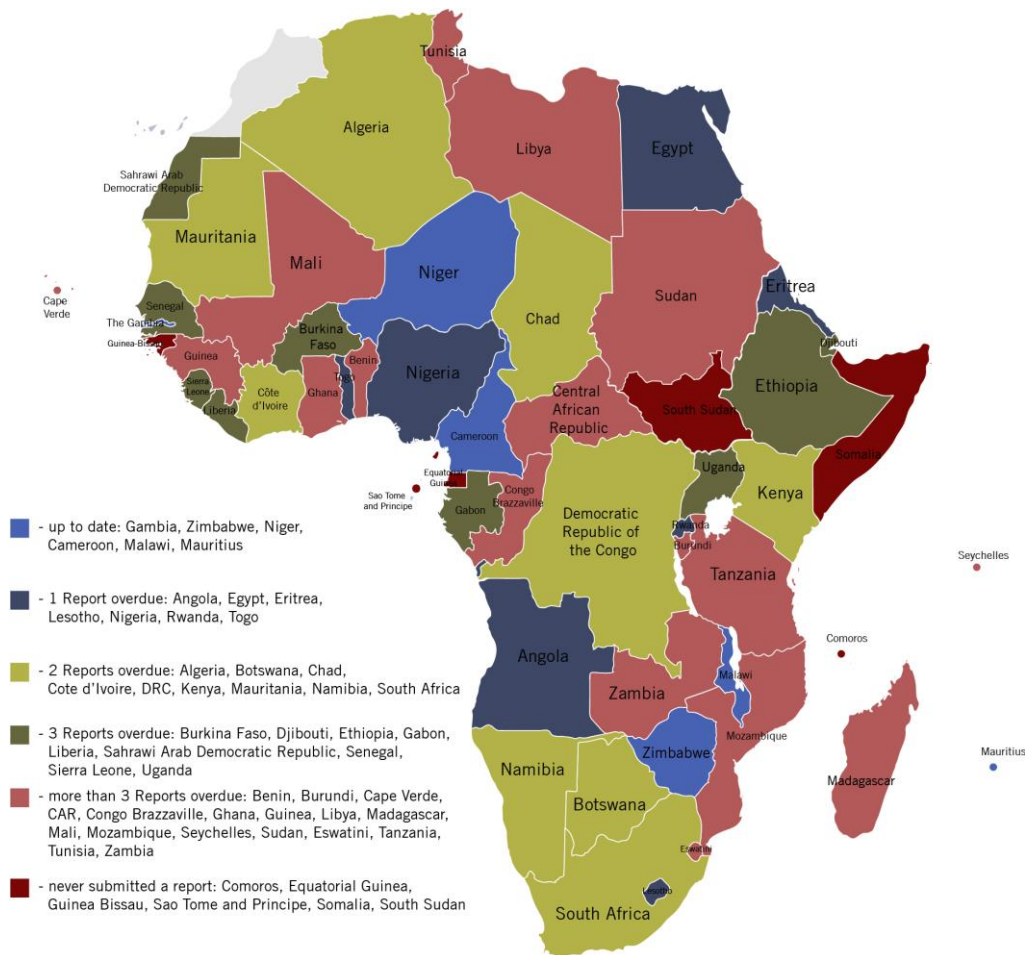 Tunisia
Algeria
Libya
Egypt
Sahrawi Arab
Democratic Republic
Mauritania
Mali
Niger
Chad
Sudan
Eritrea
Cape
Verde
Senegal
The Gambia
Guinea-Bissau
Guinea
Burkina
Faso
Benin
Togo
Nigeria
Djibouti
Ethiopia
Sierra
Leone
Liberia
Côte
d'Ivoire
Ghana
Central
African
Republic
South Sudan
Somalia
Cameroon
Equatorial
Guinea
Sao Tome
and Principe
Gabon
Congo
Brazzaville
Uganda
Kenya
Democratic
Republic of
the Congo
Rwanda
Burundi
Tanzania
Seychelles
Comoros
Angola
Zambia
Malawi
Mozambique
Zimbabwe
Mauritius
Madagascar
Namibia
Botswana
Eswatini
Lesotho
South Africa
- up to date: Gambia, Zimbabwe, Niger,
Cameroon, Malawi, Mauritius
- 1 Report overdue: Angola, Egypt, Eritrea,
Lesotho, Nigeria, Rwanda, Togo
- 2 Reports overdue: Algeria, Botswana, Chad,
Cote d'Ivoire, DRC, Kenya, Mauritania, Namibia, South Africa
- 3 Reports overdue: Burkina Faso, Djibouti, Ethiopia, Gabon,
Liberia, Sahrawi Arab Democratic Republic, Senegal,
Sierra Leone, Uganda
- more than 3 Reports overdue: Benin, Burundi, Cape Verde,
CAR, Congo Brazzaville, Ghana, Guinea, Libya, Madagascar,
Mali, Mozambique, Seychelles, Sudan, Eswatini, Tanzania,
Tunisia, Zambia
- never submitted a report: Comoros, Equatorial Guinea,
Guinea Bissau, Sao Tome and Principe, Somalia, South Sudan